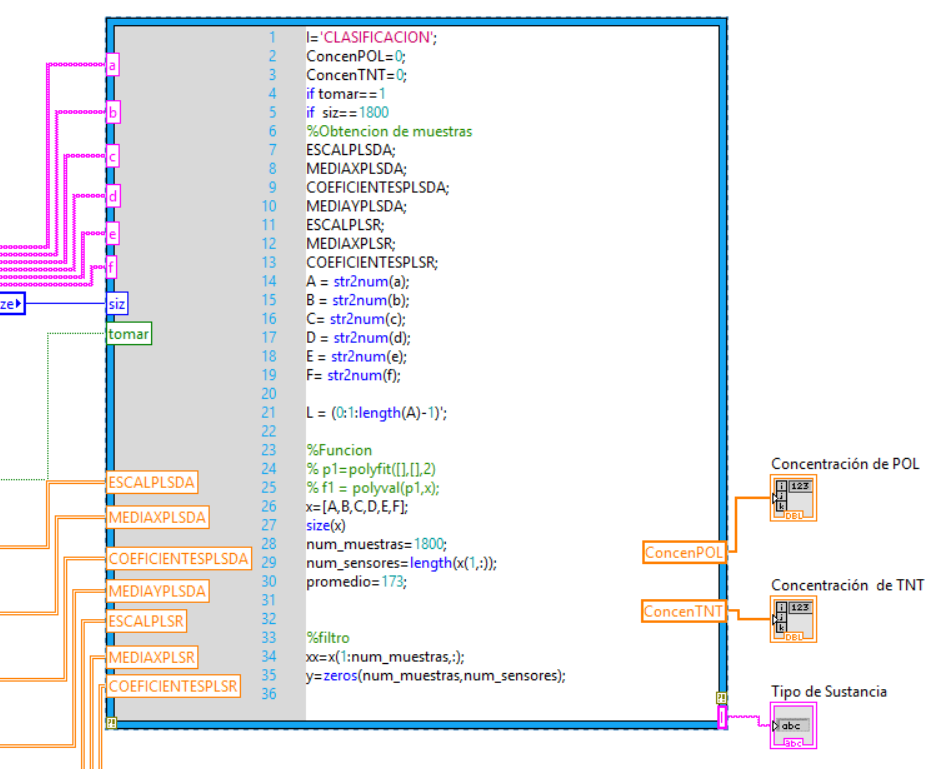 1 l='CLASIFICACION';
2 ConcenPOL=0;
3 ConcenTNT=0;
4 if tomar==1
5 if siz==1800
6 %Obtencion de muestras
7 ESCALPLSDA;
8 MEDIAXPLSDA;
9 COEFICIENTESPLSDA;
10 MEDIAYPLSDA;
11 ESCALPLSR;
12 MEDIAXPLSR;
13 COEFICIENTESPLSR;
14 A = str2num(a);
15 B = str2num(b);
16 C= str2num(c);
17 D = str2num(d);
18 E = str2num(e);
19 F= str2num(f);
20
21 L = (0:1:length(A)-1)';
22
23 %Funcion
24 % p1=polyfit([],[],2)
25 % f1 = polyval(p1,x);
26 x=[A,B,C,D,E,F];
27 size(x)
28 num_muestras=1800;
29 num_sensores=length(x(1,:));
30 promedio=173;
31
32
33 %filtro
34 xx=x(1:num_muestras,:);
35 y=zeros(num_muestras,num_sensores);
36
a
b
c
d
e
f
ze
siz
tomar
ESCALPLSDA
MEDIAXPLSDA
COEFICIENTESPLSDA
MEDIAYPLSDA
ESCALPLSR
MEDIAXPLSR
COEFICIENTESPLSR
ConcenPOL
ConcenTNT
l
Concentración de POL
i
j
k
123
DBL
Concentración de TNT
i
j
k
123
DBL
Tipo de Sustancia
abc
abc